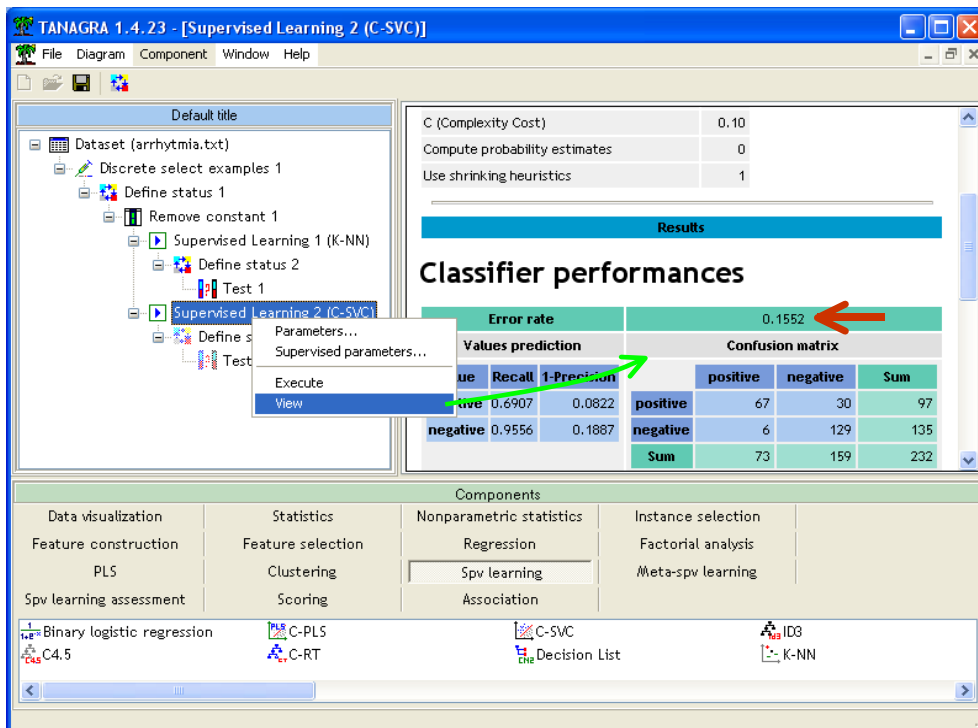 TANAGRA 1.4.23 - [Supervised Learning 2 (C-SVC)]
File Diagram Component Window Help
Default title
Dataset (arrhytmia.txt)
Discrete select examples 1
Define status 1
Remove constant 1
Supervised Learning 1 (K-NN)
Define status 2
Test 1
Supervised Learning 2 (C-SVC)
Define s
Test
Parameters...
Supervised parameters...
Execute
View
C (Complexity Cost) 0.10
Compute probability estimates 0
Use shrinking heuristics 1
Results
Classifier performances
Error rate 0.1552
Values prediction Confusion matrix
ue Recall 1-Precision positive negative Sum
tive 0.6907 0.0822 positive 67 30 97
negative 0.9556 0.1887 negative 6 129 135
Sum 73 159 232
Components
Data visualization Statistics Nonparametric statistics Instance selection
Feature construction Feature selection Regression Factorial analysis
PLS Clustering Spv learning Meta-spv learning
Spv learning assessment Scoring Association
Binary logistic regression C-PLS C-SVC ID3
C4.5 C-RT Decision List K-NN